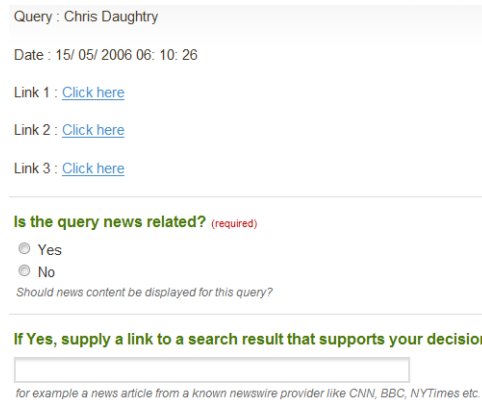 Query : Chris Daughtry
Date : 15/ 05/ 2006 06: 10: 26
Link 1 : Click here
Link 2 : Click here
Link 3 : Click here
Is the query news related? (required)
Yes
No
Should news content be displayed for this query?
If Yes, supply a link to a search result that supports your decision
for example a news article from a known newswire provider like CNN, BBC, NYTimes etc.